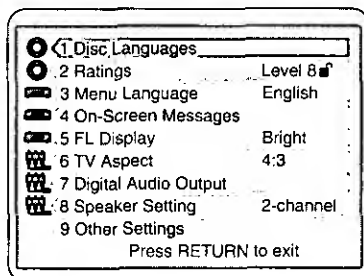 1 Disc Languages
2 Ratings Level 8
3 Menu Language English
4 On-Screen Messages
5 FL Display Bright
6 TV Aspect 4:3
7 Digital Audio Output
8 Speaker Setting 2-channel
9 Other Settings
Press RETURN to exit